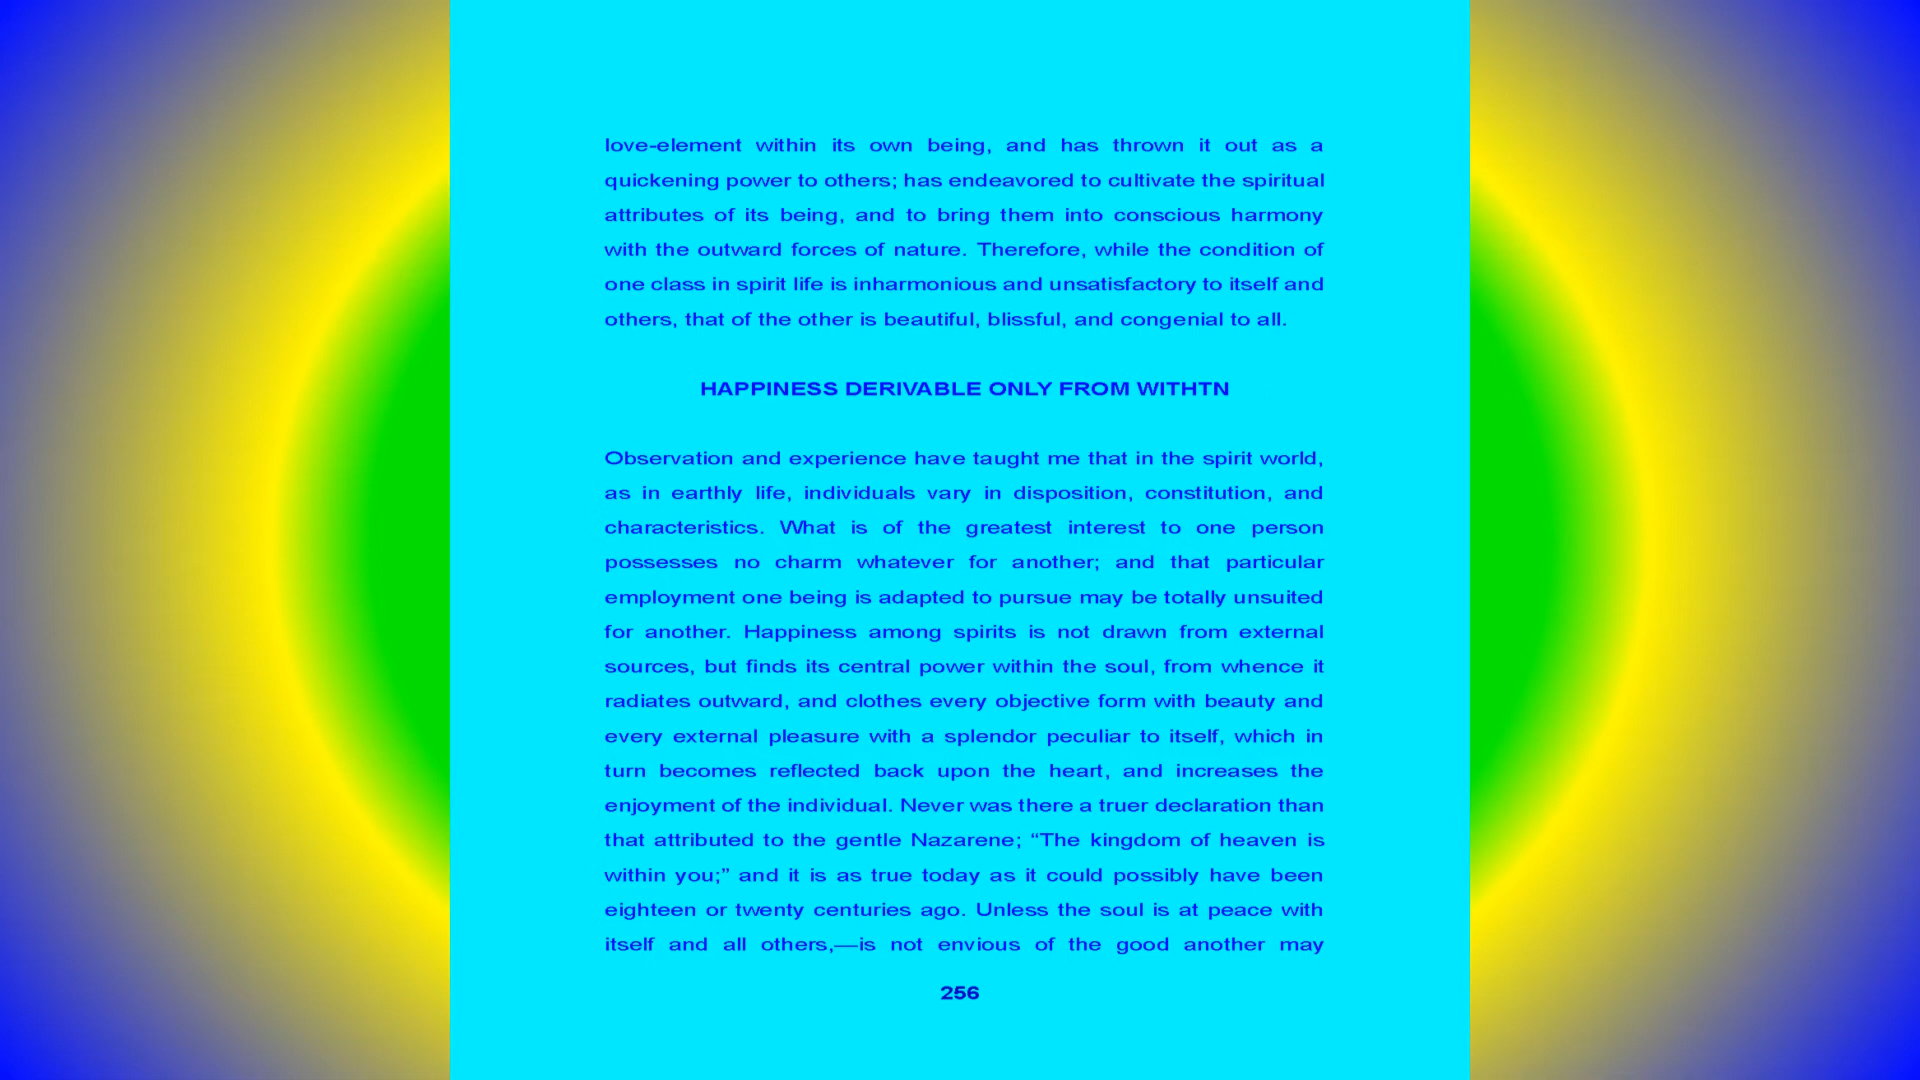 love-element within its own being, and has thrown it out as a
quickening power to others; has endeavored to cultivate the spiritual
attributes of its being, and to bring them into conscious harmony
with the outward forces of nature. Therefore, while the condition of
one class in spirit life is inharmonious and unsatisfactory to itself and
others, that of the other is beautiful, blissful, and congenial to all.
HAPPINESS DERIVABLE ONLY FROM WITHTN
Observation and experience have taught me that in the spirit world,
as in earthly life, individuals vary in disposition, constitution, and
characteristics. What is of the greatest interest to one person
possesses no charm whatever for another; and that particular
employment one being is adapted to pursue may be totally unsuited
for another. Happiness among spirits is not drawn from external
sources, but finds its central power within the soul, from whence it
radiates outward, and clothes every objective form with beauty and
every external pleasure with a splendor peculiar to itself, which in
turn becomes reflected back upon the heart, and increases the
enjoyment of the individual. Never was there a truer declaration than
that attributed to the gentle Nazarene; “The kingdom of heaven is
within you;” and it is as true today as it could possibly have been
eighteen or twenty centuries ago. Unless the soul is at peace with
itself and all others,—is not envious of the good another may
256